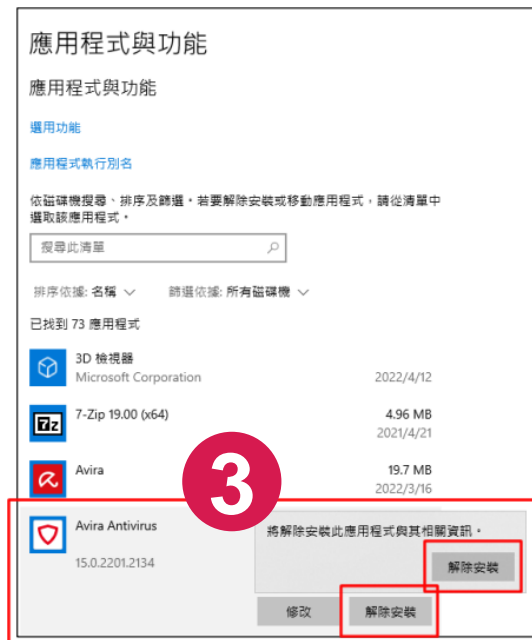 應用程式與功能
應用程式與功能
選用功能
應用程式執行別名
依磁碟機搜尋、排序及篩選。若要解除安裝或移動應用程式，請從清單中
選取該應用程式。
搜尋此清單
排序依據: 名稱 篩選依據: 所有磁碟機
已找到 73 應用程式
3D 檢視器
Microsoft Corporation 2022/4/12
7-Zip 19.00 (x64) 4.96 MB
7z 2021/4/21
Avira 19.7 MB
2022/3/16
3
Avira Antivirus
15.0.2201.2134
將解除安裝此應用程式與其相關資訊。
解除安裝
修改 解除安裝